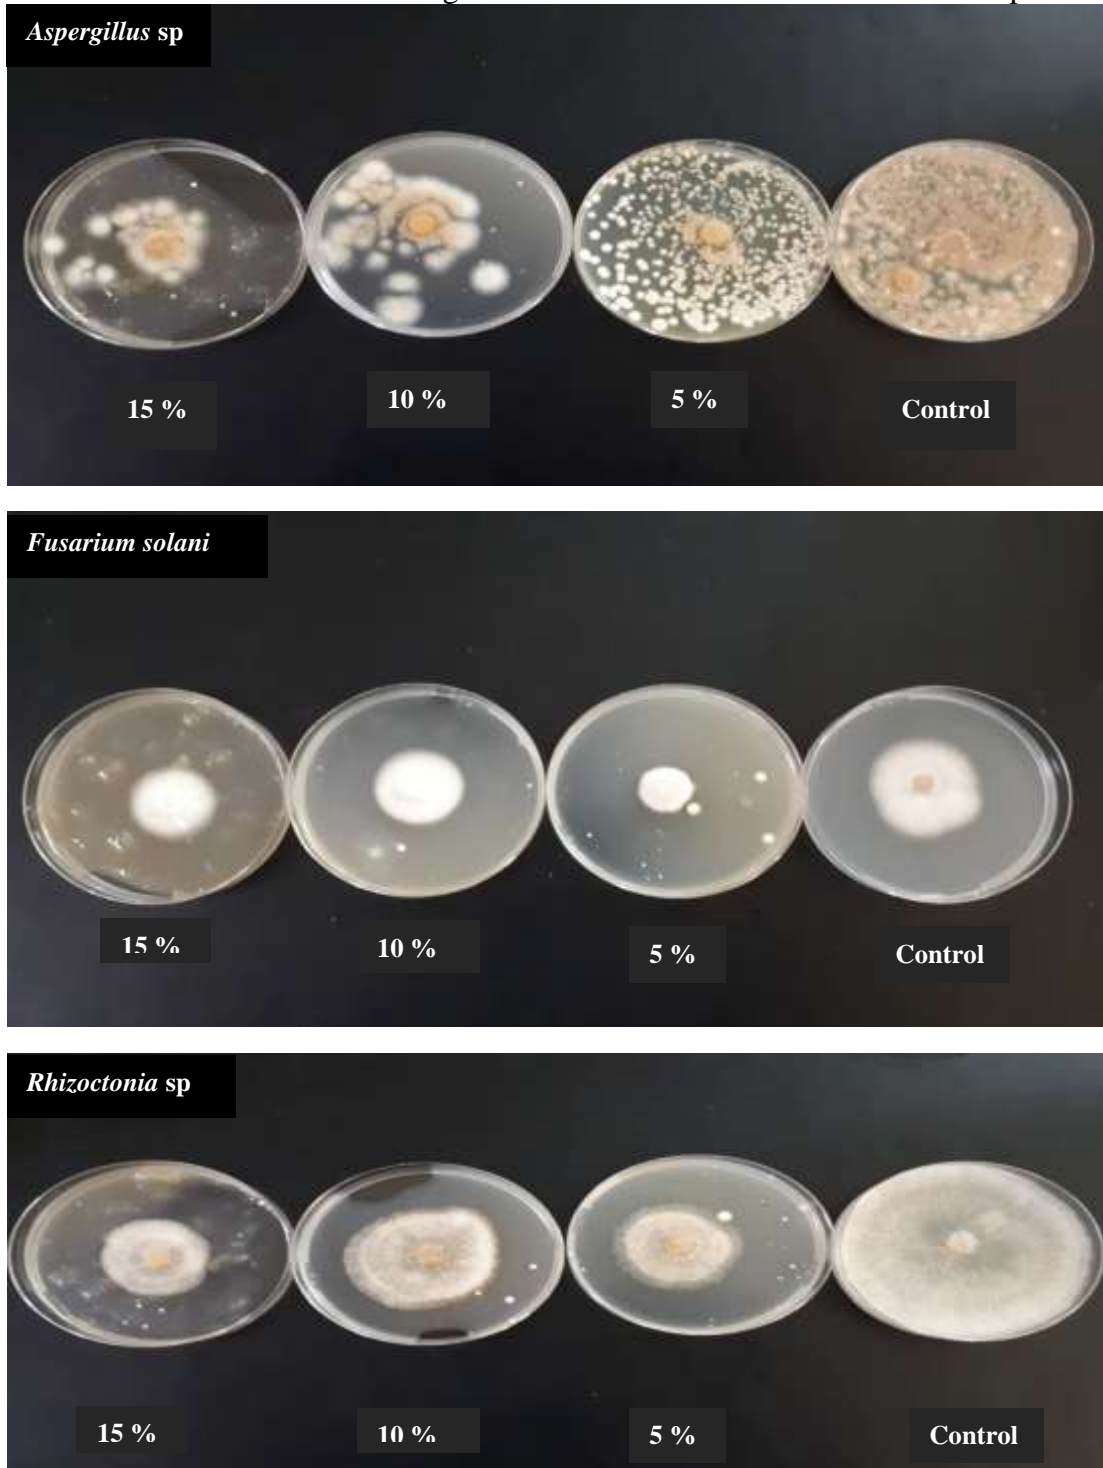 Aspergillus sp
15 %
10 %
5 %
Control
Fusarium solani
15 %
10 %
5 %
Control
Rhizoctonia sp
15 %
10 %
5 %
Control